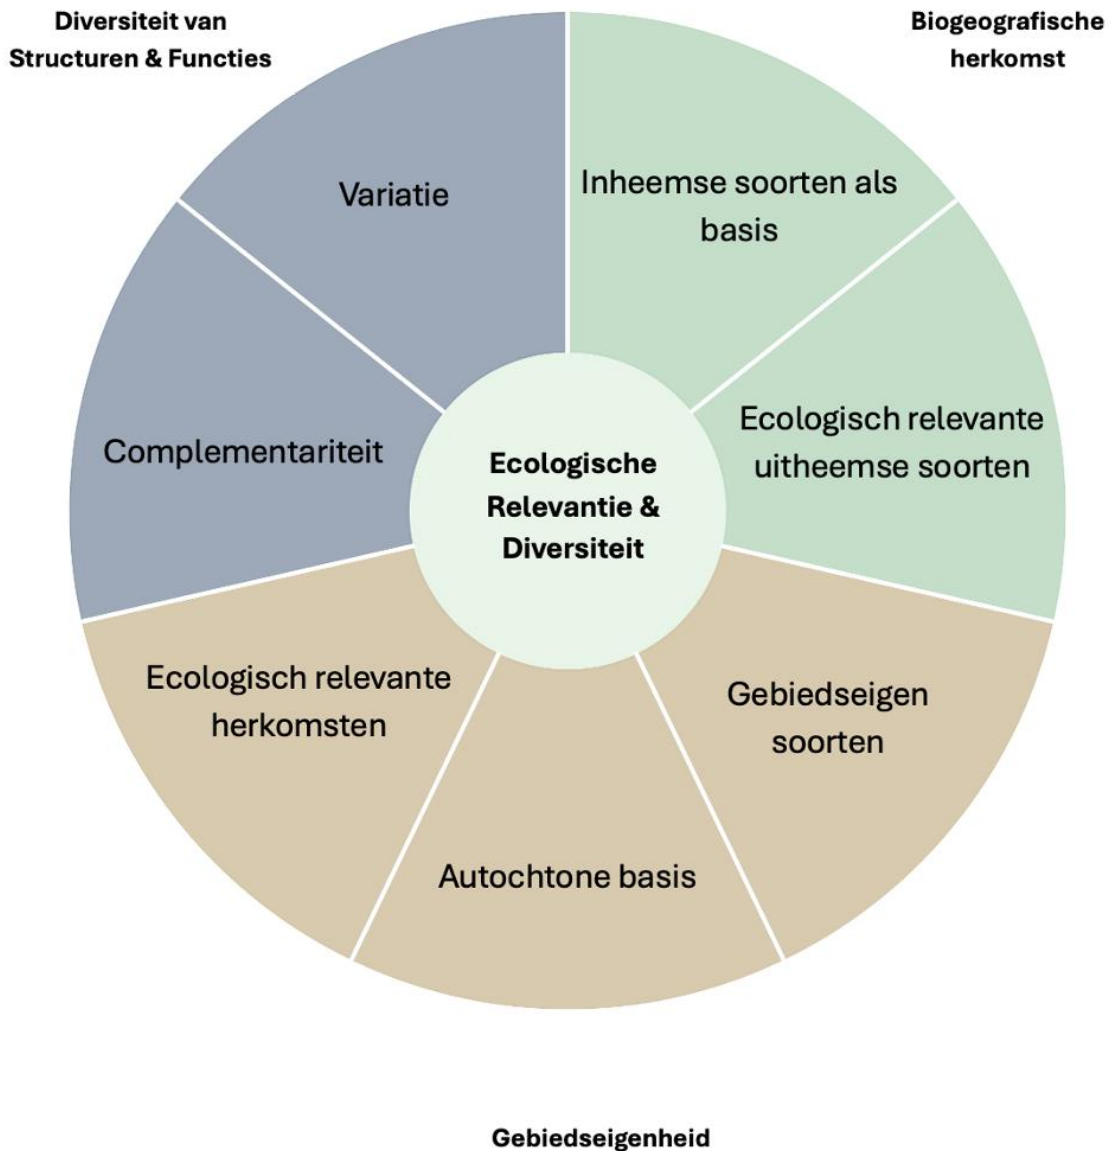 Diversiteit van
Structuren & Functies
Biogeografische
herkomst
Variatie
Inheemse soorten als
basis
Complementariteit
Ecologisch relevante
uitheemse soorten
Ecologische
Relevantie &
Diversiteit
Ecologisch relevante
herkomsten
Gebiedseigen
soorten
Autochtone basis
Gebiedseigenheid